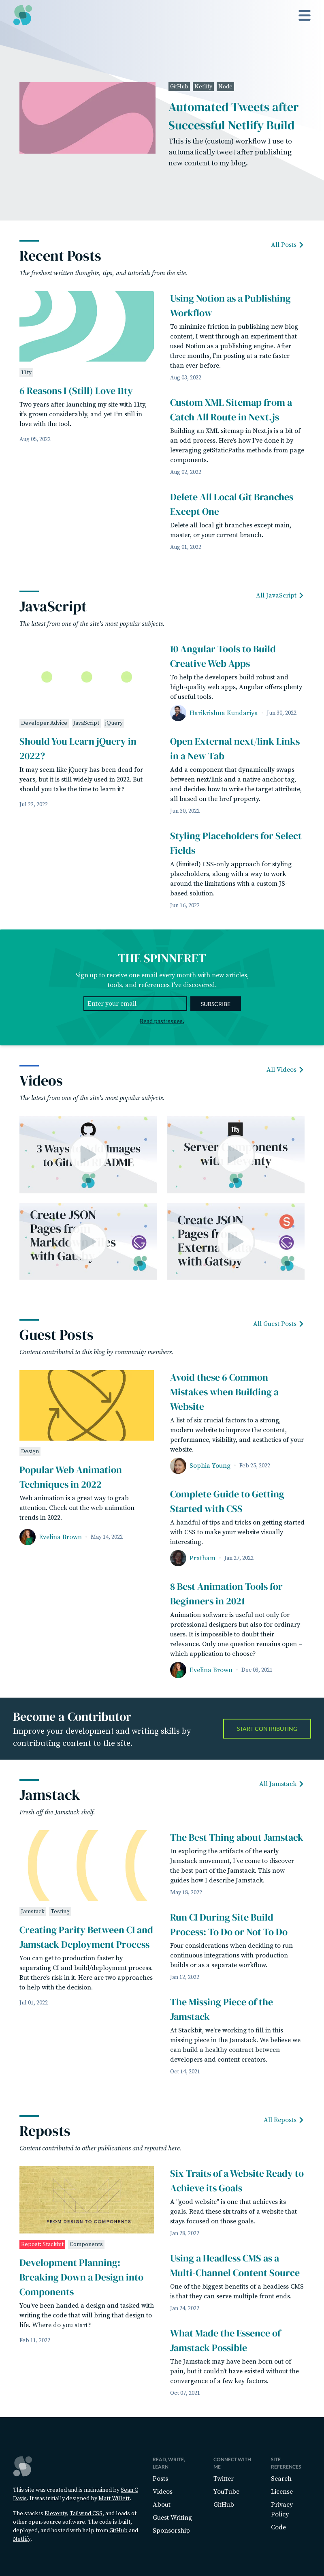 GitHub Netlify Node
Automated Tweets after
Successful Netlify Build
This is the (custom) workflow I use to
automatically tweet after publishing
new content to my blog.
Recent Posts
All Posts
The freshest written thoughts, tips, and tutorials from the site.
11ty
6 Reasons I (Still) Love 11ty
Two years after launching my site with 11ty,
it's grown considerably, and yet I'm still in
love with the tool.
Aug 05, 2022
Using Notion as a Publishing
Workflow
To minimize friction in publishing new blog
content, I went through an experiment that
used Notion as a publishing engine. After
three months, I'm posting at a rate faster
than ever before.
Aug 03, 2022
Custom XML Sitemap from a
Catch All Route in Next.js
Building an XML sitemap in Next.js is a bit of
an odd process. Here's how I've done it by
leveraging getStaticPaths methods from page
components.
Aug 02, 2022
Delete All Local Git Branches
Except One
Delete all local git branches except main,
master, or your current branch.
Aug 01, 2022
JavaScript
All JavaScript
The latest from one of the site's most popular subjects.
Developer Advice JavaScript jQuery
Should You Learn jQuery in
2022?
It may seem like jQuery has been dead for
years, but it is still widely used in 2022. But
should you take the time to learn it?
Jul 22, 2022
10 Angular Tools to Build
Creative Web Apps
To help the developers build robust and
high-quality web apps, Angular offers plenty
of useful tools.
Harikrishna Kundariya · Jun 30, 2022
Open External next/link Links
in a New Tab
Add a component that dynamically swaps
between next/link and a native anchor tag,
and decides how to write the target attribute,
all based on the href property.
Jun 30, 2022
Styling Placeholders for Select
Fields
A (limited) CSS-only approach for styling
placeholders, along with a way to work
around the limitations with a custom JS-
based solution.
Jun 16, 2022
THE SPINNERET
Sign up to receive one email every month with new articles,
tools, and references I've discovered.
Enter your email
SUBSCRIBE
Read past issues.
Videos
All Videos
The latest from one of the site's most popular subjects.
3 Ways Images
to Git ADME
11ty
Server ponents
wit nty
Create JSON
Pages fr
Markdo es
with Gats
Create JSON
Pages f
Extern on
with Gatsby
Guest Posts
All Guest Posts
Content contributed to this blog by community members.
Design
Popular Web Animation
Techniques in 2022
Web animation is a great way to grab
attention. Check out the web animation
trends in 2022.
Evelina Brown · May 14, 2022
Avoid these 6 Common
Mistakes when Building a
Website
A list of six crucial factors to a strong,
modern website to improve the content,
performance, visibility, and aesthetics of your
website.
Sophia Young · Feb 25, 2022
Complete Guide to Getting
Started with CSS
A handful of tips and tricks on getting started
with CSS to make your website visually
interesting.
Pratham · Jan 27, 2022
8 Best Animation Tools for
Beginners in 2021
Animation software is useful not only for
professional designers but also for ordinary
users. It is impossible to doubt their
relevance. Only one question remains open –
which application to choose?
Evelina Brown · Dec 03, 2021
Become a Contributor
Improve your development and writing skills by
contributing content to the site.
START CONTRIBUTING
Jamstack
All Jamstack
Fresh off the Jamstack shelf.
Jamstack Testing
Creating Parity Between CI and
Jamstack Deployment Process
You can get to production faster by
separating CI and build/deployment process.
But there's risk in it. Here are two approaches
to help with the decision.
Jul 01, 2022
The Best Thing about Jamstack
In exploring the artifacts of the early
Jamstack movement, I've come to discover
the best part of the Jamstack. This now
guides how I describe Jamstack.
May 18, 2022
Run CI During Site Build
Process: To Do or Not To Do
Four considerations when deciding to run
continuous integrations with production
builds or as a separate workflow.
Jan 12, 2022
The Missing Piece of the
Jamstack
At Stackbit, we're working to fill in this
missing piece in the Jamstack. We believe we
can build a healthy contract between
developers and content creators.
Oct 14, 2021
Reposts
All Reposts
Content contributed to other publications and reposted here.
FROM DESIGN TO COMPONENTS
Repost: Stackbit Components
Development Planning:
Breaking Down a Design into
Components
You've been handed a design and tasked with
writing the code that will bring that design to
life. Where do you start?
Feb 11, 2022
Six Traits of a Website Ready to
Achieve its Goals
A "good website" is one that achieves its
goals. Read these six traits of a website that
stays focused on those goals.
Jan 28, 2022
Using a Headless CMS as a
Multi-Channel Content Source
One of the biggest benefits of a headless CMS
is that they can serve multiple front ends.
Jan 24, 2022
What Made the Essence of
Jamstack Possible
The Jamstack may have been born out of
pain, but it couldn't have existed without the
convergence of a few key factors.
Oct 07, 2021
This site was created and is maintained by Sean C
Davis. It was initially designed by Matt Willett.
The stack is Eleventy, Tailwind CSS, and loads of
other open source software. The code is built,
deployed, and hosted with help from GitHub and
Netlify.
READ, WRITE,
LEARN
Posts
Videos
About
Guest Writing
Sponsorship
CONNECT WITH
ME
Twitter
YouTube
GitHub
SITE
REFERENCES
Search
License
Privacy
Policy
Code